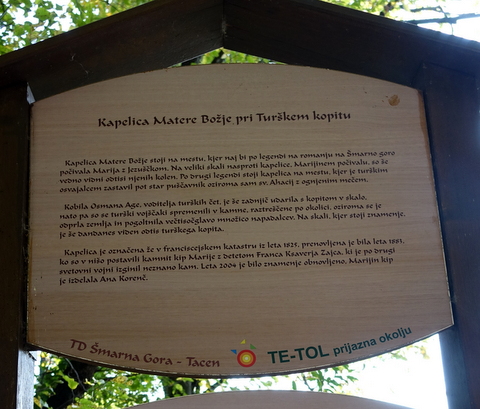 Kapelica Matere Božje pri Turškem kopitu
Kapelica Matere Božje stoji na mestu, kjer naj bi po legendi na romanju na Šmarno goro
počivala Marija z Jezuščkom. Na veliki skali nasproti kapelice, Marijinem počivalu, so še
vedno vidni odtisi njenih kolen. Po drugi legendi stoji kapelica na mestu, kjer je turškim
osvajalcem zastavil pot star puščavnik oziroma sam sv. Ahacij z ognjenim mečem.
Kobila Osmana Age, voditelja turških čet, je še zadnjič udarila s kopitom v skalo,
nato pa so se turški vojščaki spremenili v kamne, raztreščene po okolici, oziroma se je
odprla zemlja in pogoltnila večtisočglavo množico napadalcev. Na skali, kjer stoji znamenje,
je še dandanes viden odtis turškega kopita.
Kapelica je označena že v franciscejskem katastru iz leta 1825, prenovljena je bila leta 1881,
ko so v nišo postavili kamnit kip Marije z detetom Franca Ksaverja Zajca, ki je po drugi
svetovni vojni izginil neznano kam. Leta 2004 je bilo znamenje obnovljeno, Marijin kip
je izdelala Ana Korenč.
TD Šmarna Gora - Tacen TE-TOL prijazna okolju